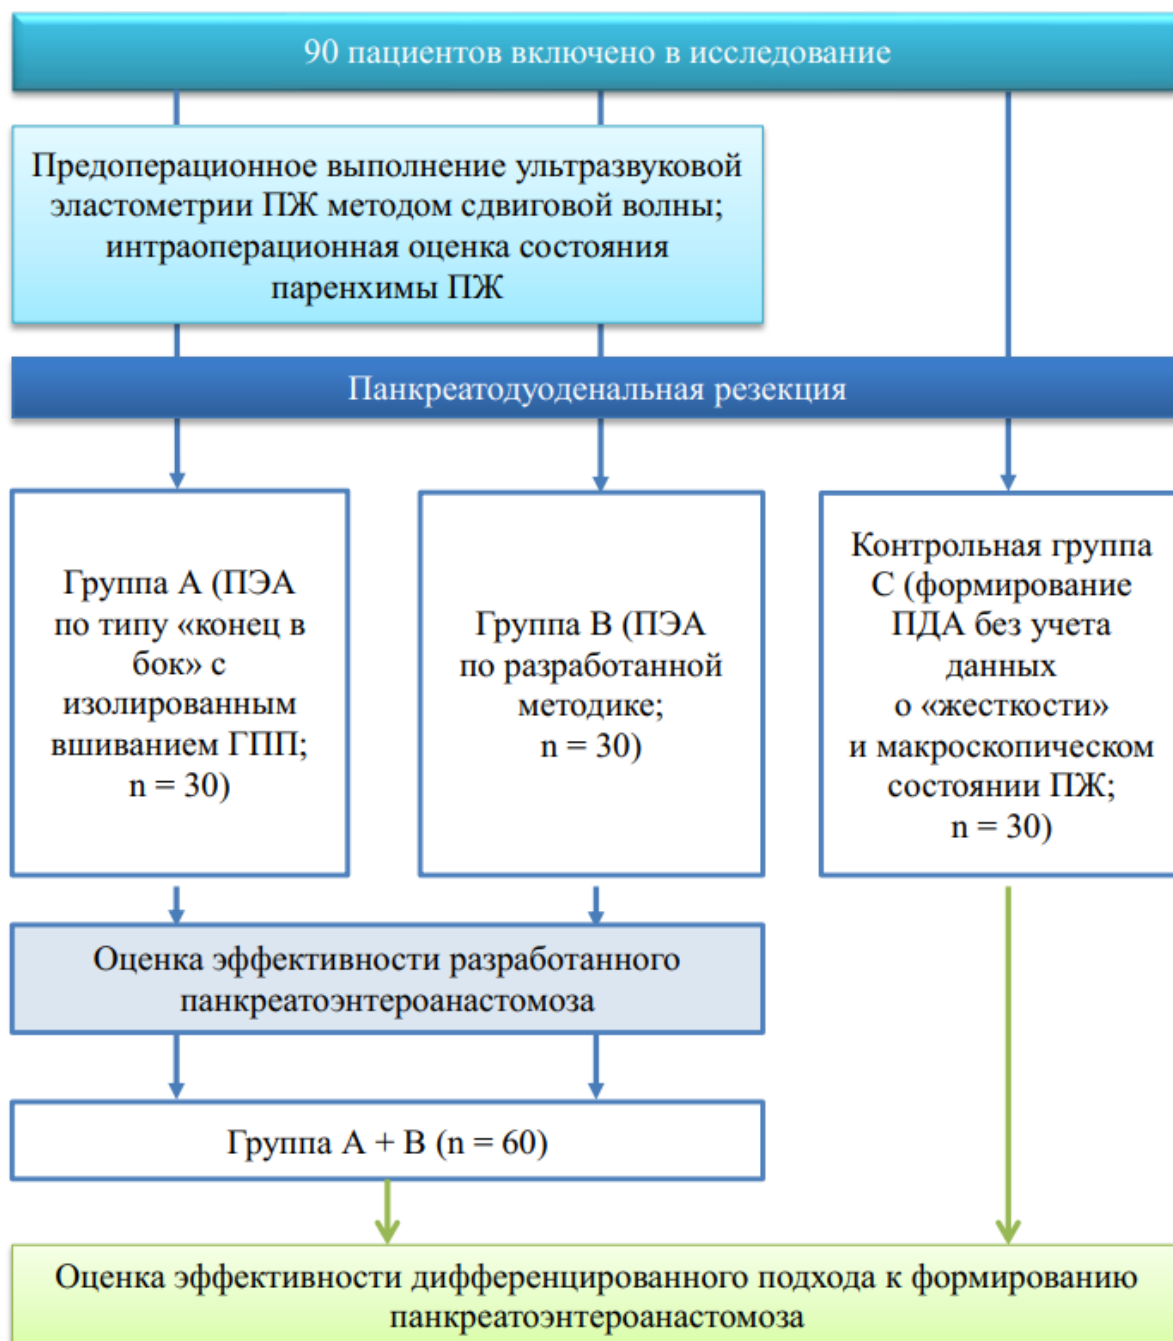 90 пациентов включено в исследование
Предоперационное выполнение ультразвуковой
эластометрии ПЖ методом сдвиговой волны;
интраоперационная оценка состояния
паренхимы ПЖ
Панкреатодуоденальная резекция
Группа А (ПЭА
по типу «конец в
бок» с
изолированным
вшиванием ГПП;
n = 30)
Группа В (ПЭА
по разработанной
методике;
n = 30)
Контрольная группа
С (формирование
ПДА без учета
данных
о «жесткости»
и макроскопическом
состоянии ПЖ;
n = 30)
Оценка эффективности разработанного
панкреатоэнтероанастомоза
Группа А + В (n = 60)
Оценка эффективности дифференцированного подхода к формированию
панкреатоэнтероанастомоза